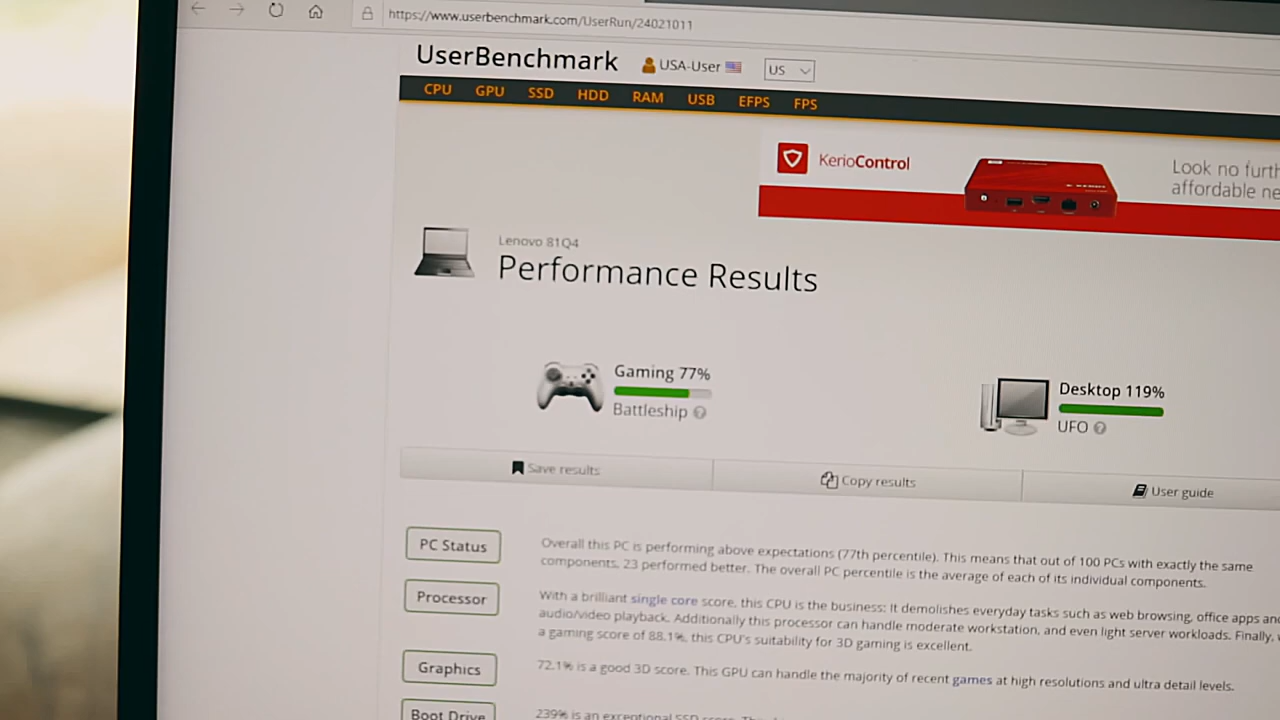 https://www.userbenchmark.com/UserRun/24021011
UserBenchmark USA-User US
CPU GPU SSD HDD RAM USB EFPS FPS
KerioControl
Look no furth
affordable ne
Lenovo 81Q4
Performance Results
Gaming 77%
Battleship ?
Desktop 119%
UFO ?
Save results
Copy results
User guide
PC Status
Overall this PC is performing above expectations (77th percentile). This means that out of 100 PCs with exactly the same
components, 23 performed better. The overall PC percentile is the average of each of its individual components.
Processor
With a brilliant single core score, this CPU is the business: It demolishes everyday tasks such as web browsing, office apps and
audio/video playback. Additionally this processor can handle moderate workstation, and even light server workloads. Finally,
a gaming score of 88.1%, this CPU's suitability for 3D gaming is excellent.
Graphics
72.1% is a good 3D score. This GPU can handle the majority of recent games at high resolutions and ultra detail levels.
Boot Drive
239% is an exceptional SSD score.